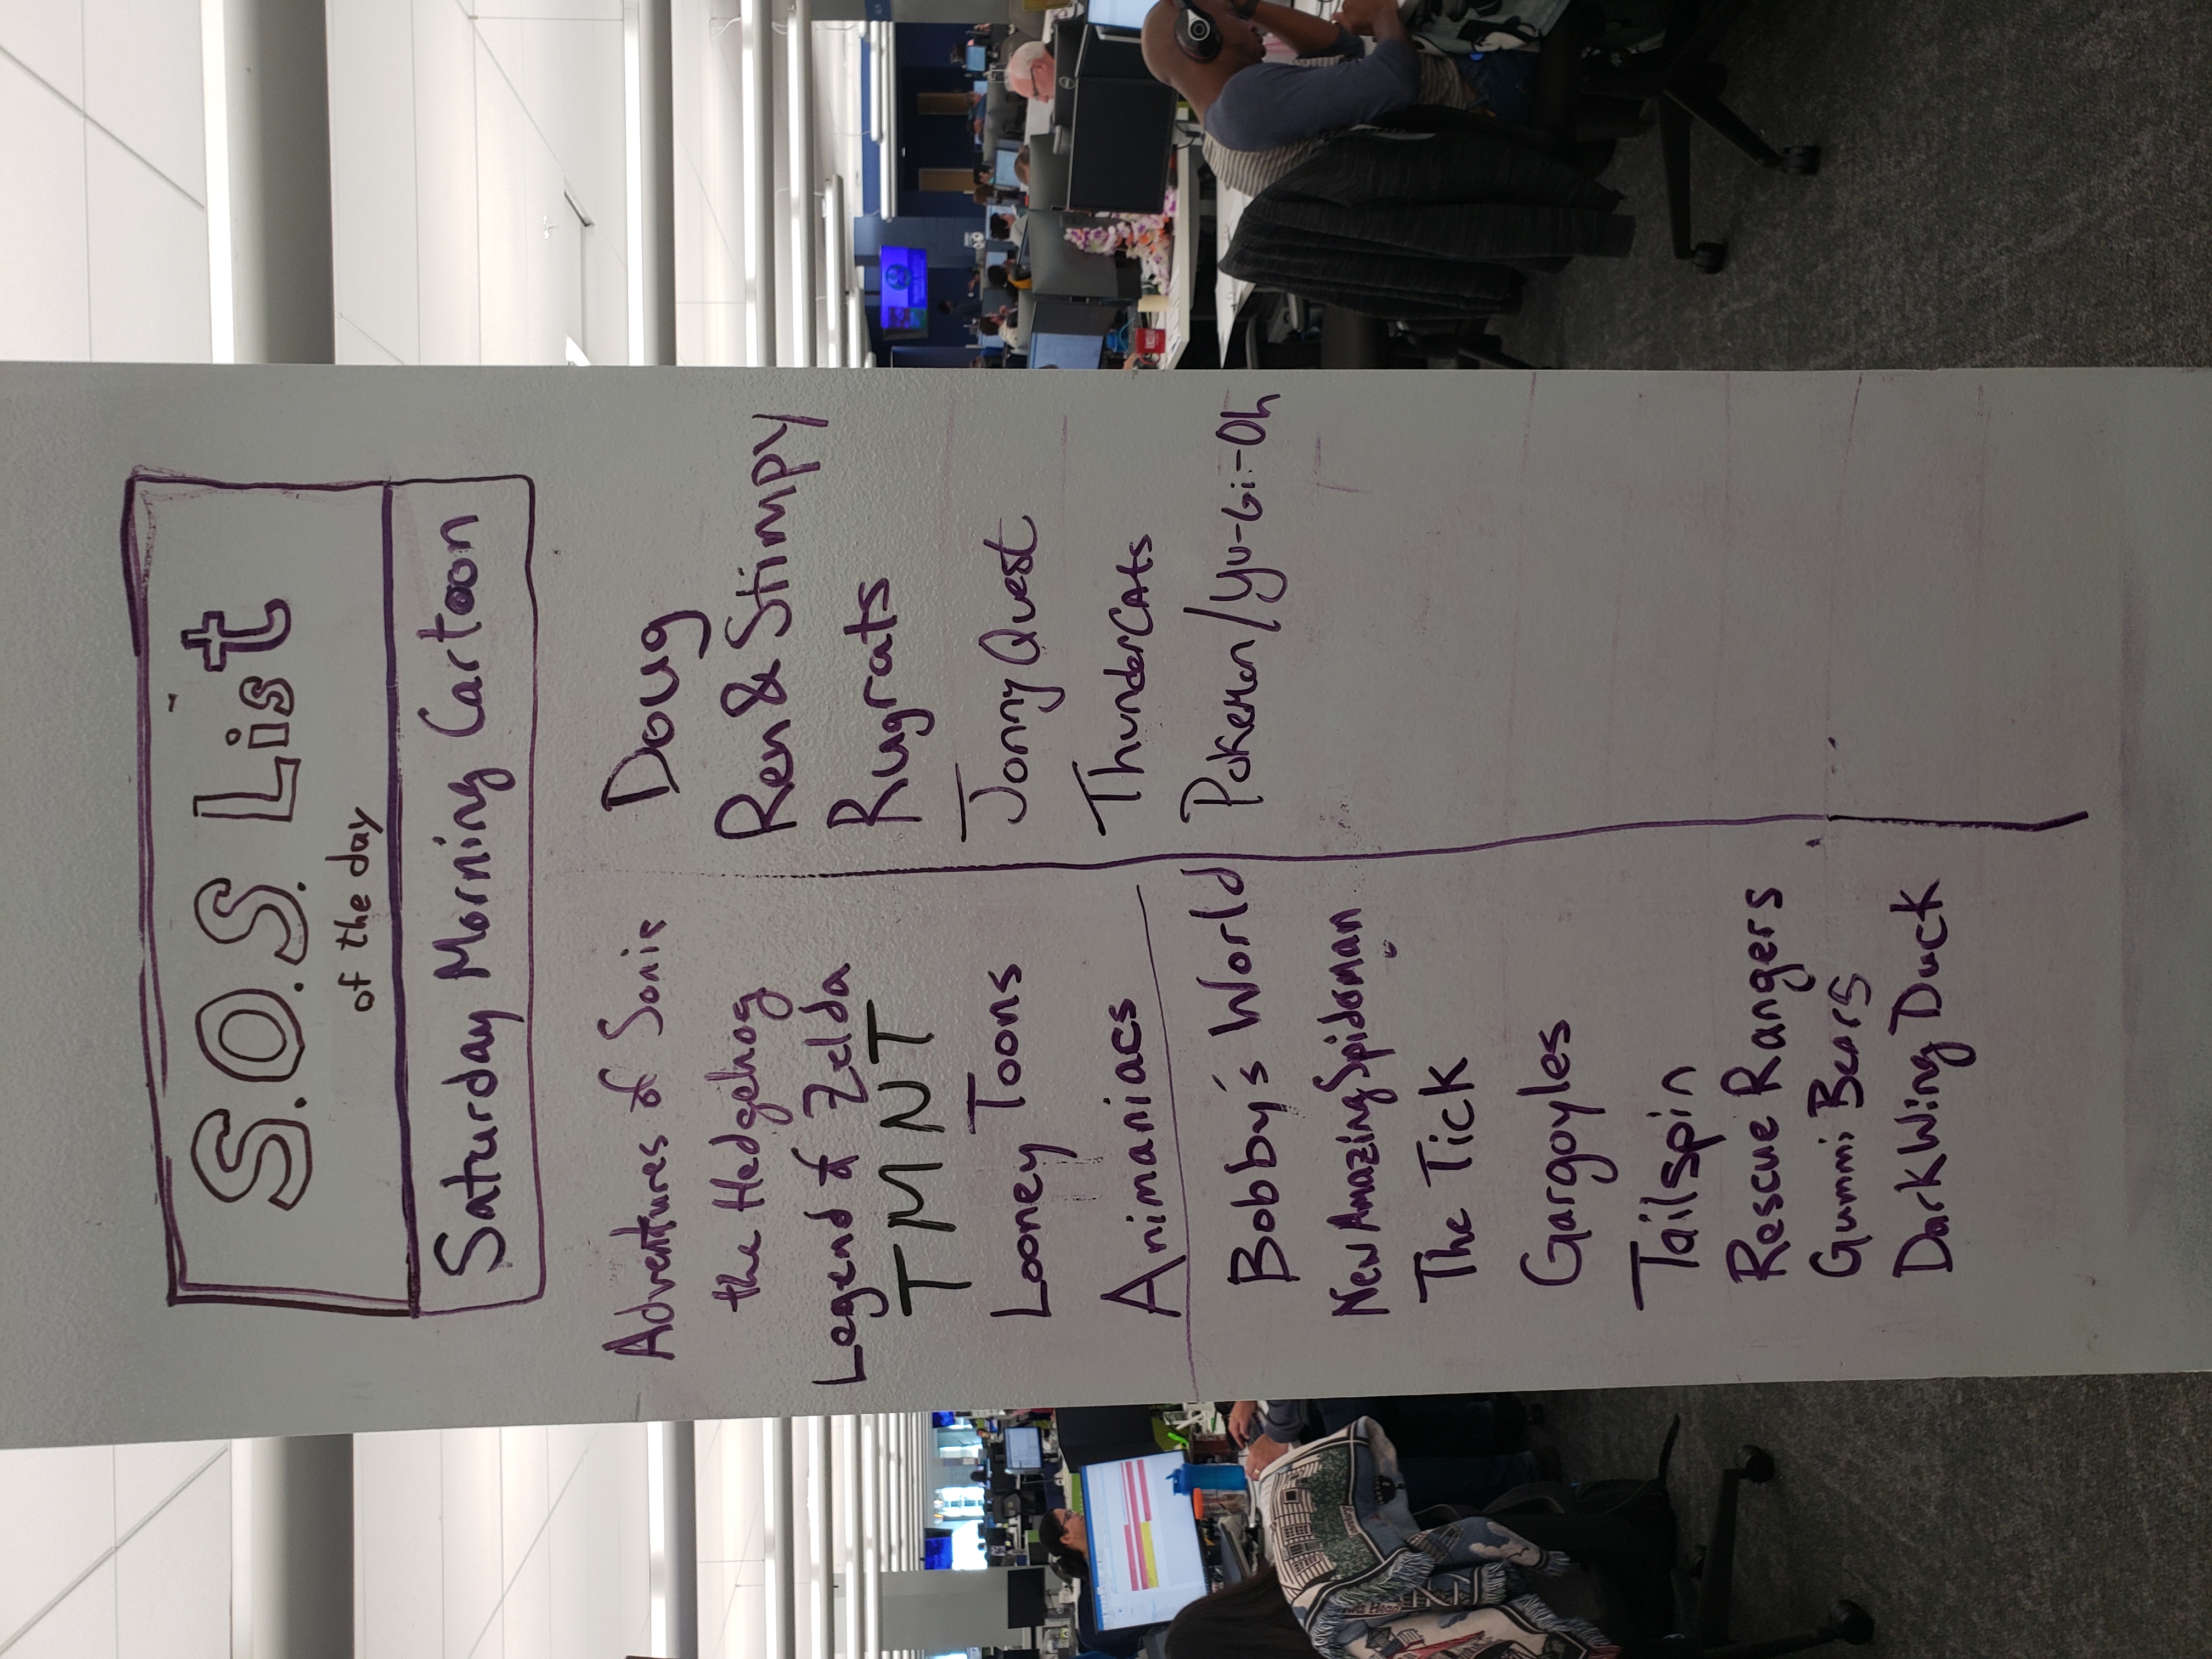 S.O.S. List
of the day
Saturday Morning Cartoon
Adventures of Sonic
the Hedgehog
Legend of Zelda
TMNT
Looney Toons
Animaniacs
Bobby's World
New Amazing Spiderman
The Tick
Gargoyles
Tailspin
Rescue Rangers
Gummi Bears
DarkWing Duck
Doug
Ren & Stimpy
Rugrats
Jonny Quest
ThunderCats
Pokemon/Yu-Gi-Oh